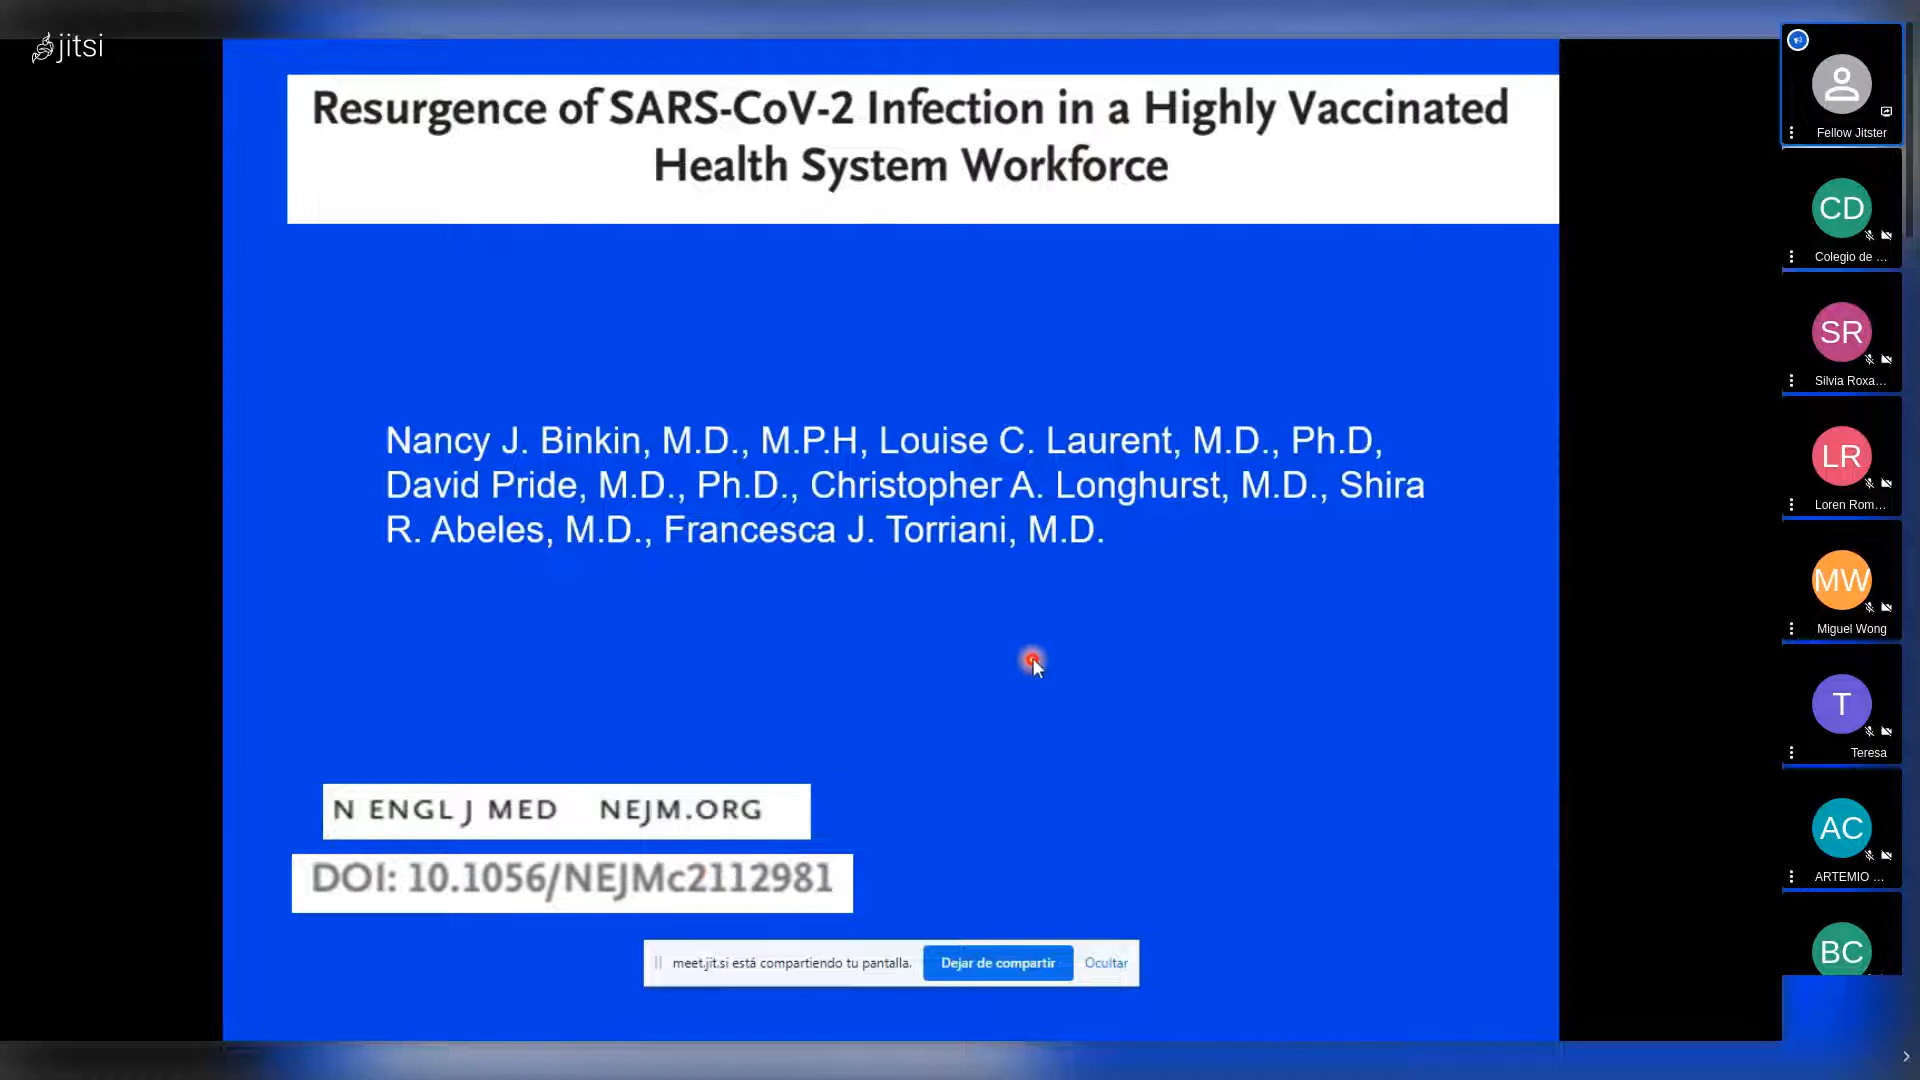 jitsi
Resurgence of SARS-CoV-2 Infection in a Highly Vaccinated
Health System Workforce
Nancy J. Binkin, M.D., M.P.H, Louise C. Laurent, M.D., Ph.D,
David Pride, M.D., Ph.D., Christopher A. Longhurst, M.D., Shira
R. Abeles, M.D., Francesca J. Torriani, M.D.
N ENGL J MED NEJM.ORG
DOI: 10.1056/NEJMc2112981
meet.jit.si está compartiendo tu pantalla. Dejar de compartir Ocultar
Fellow Jitster
CD
Colegio de ...
SR
Silvia Roxa...
LR
Loren Rom...
MW
Miguel Wong
T
Teresa
AC
ARTEMIO ...
BC